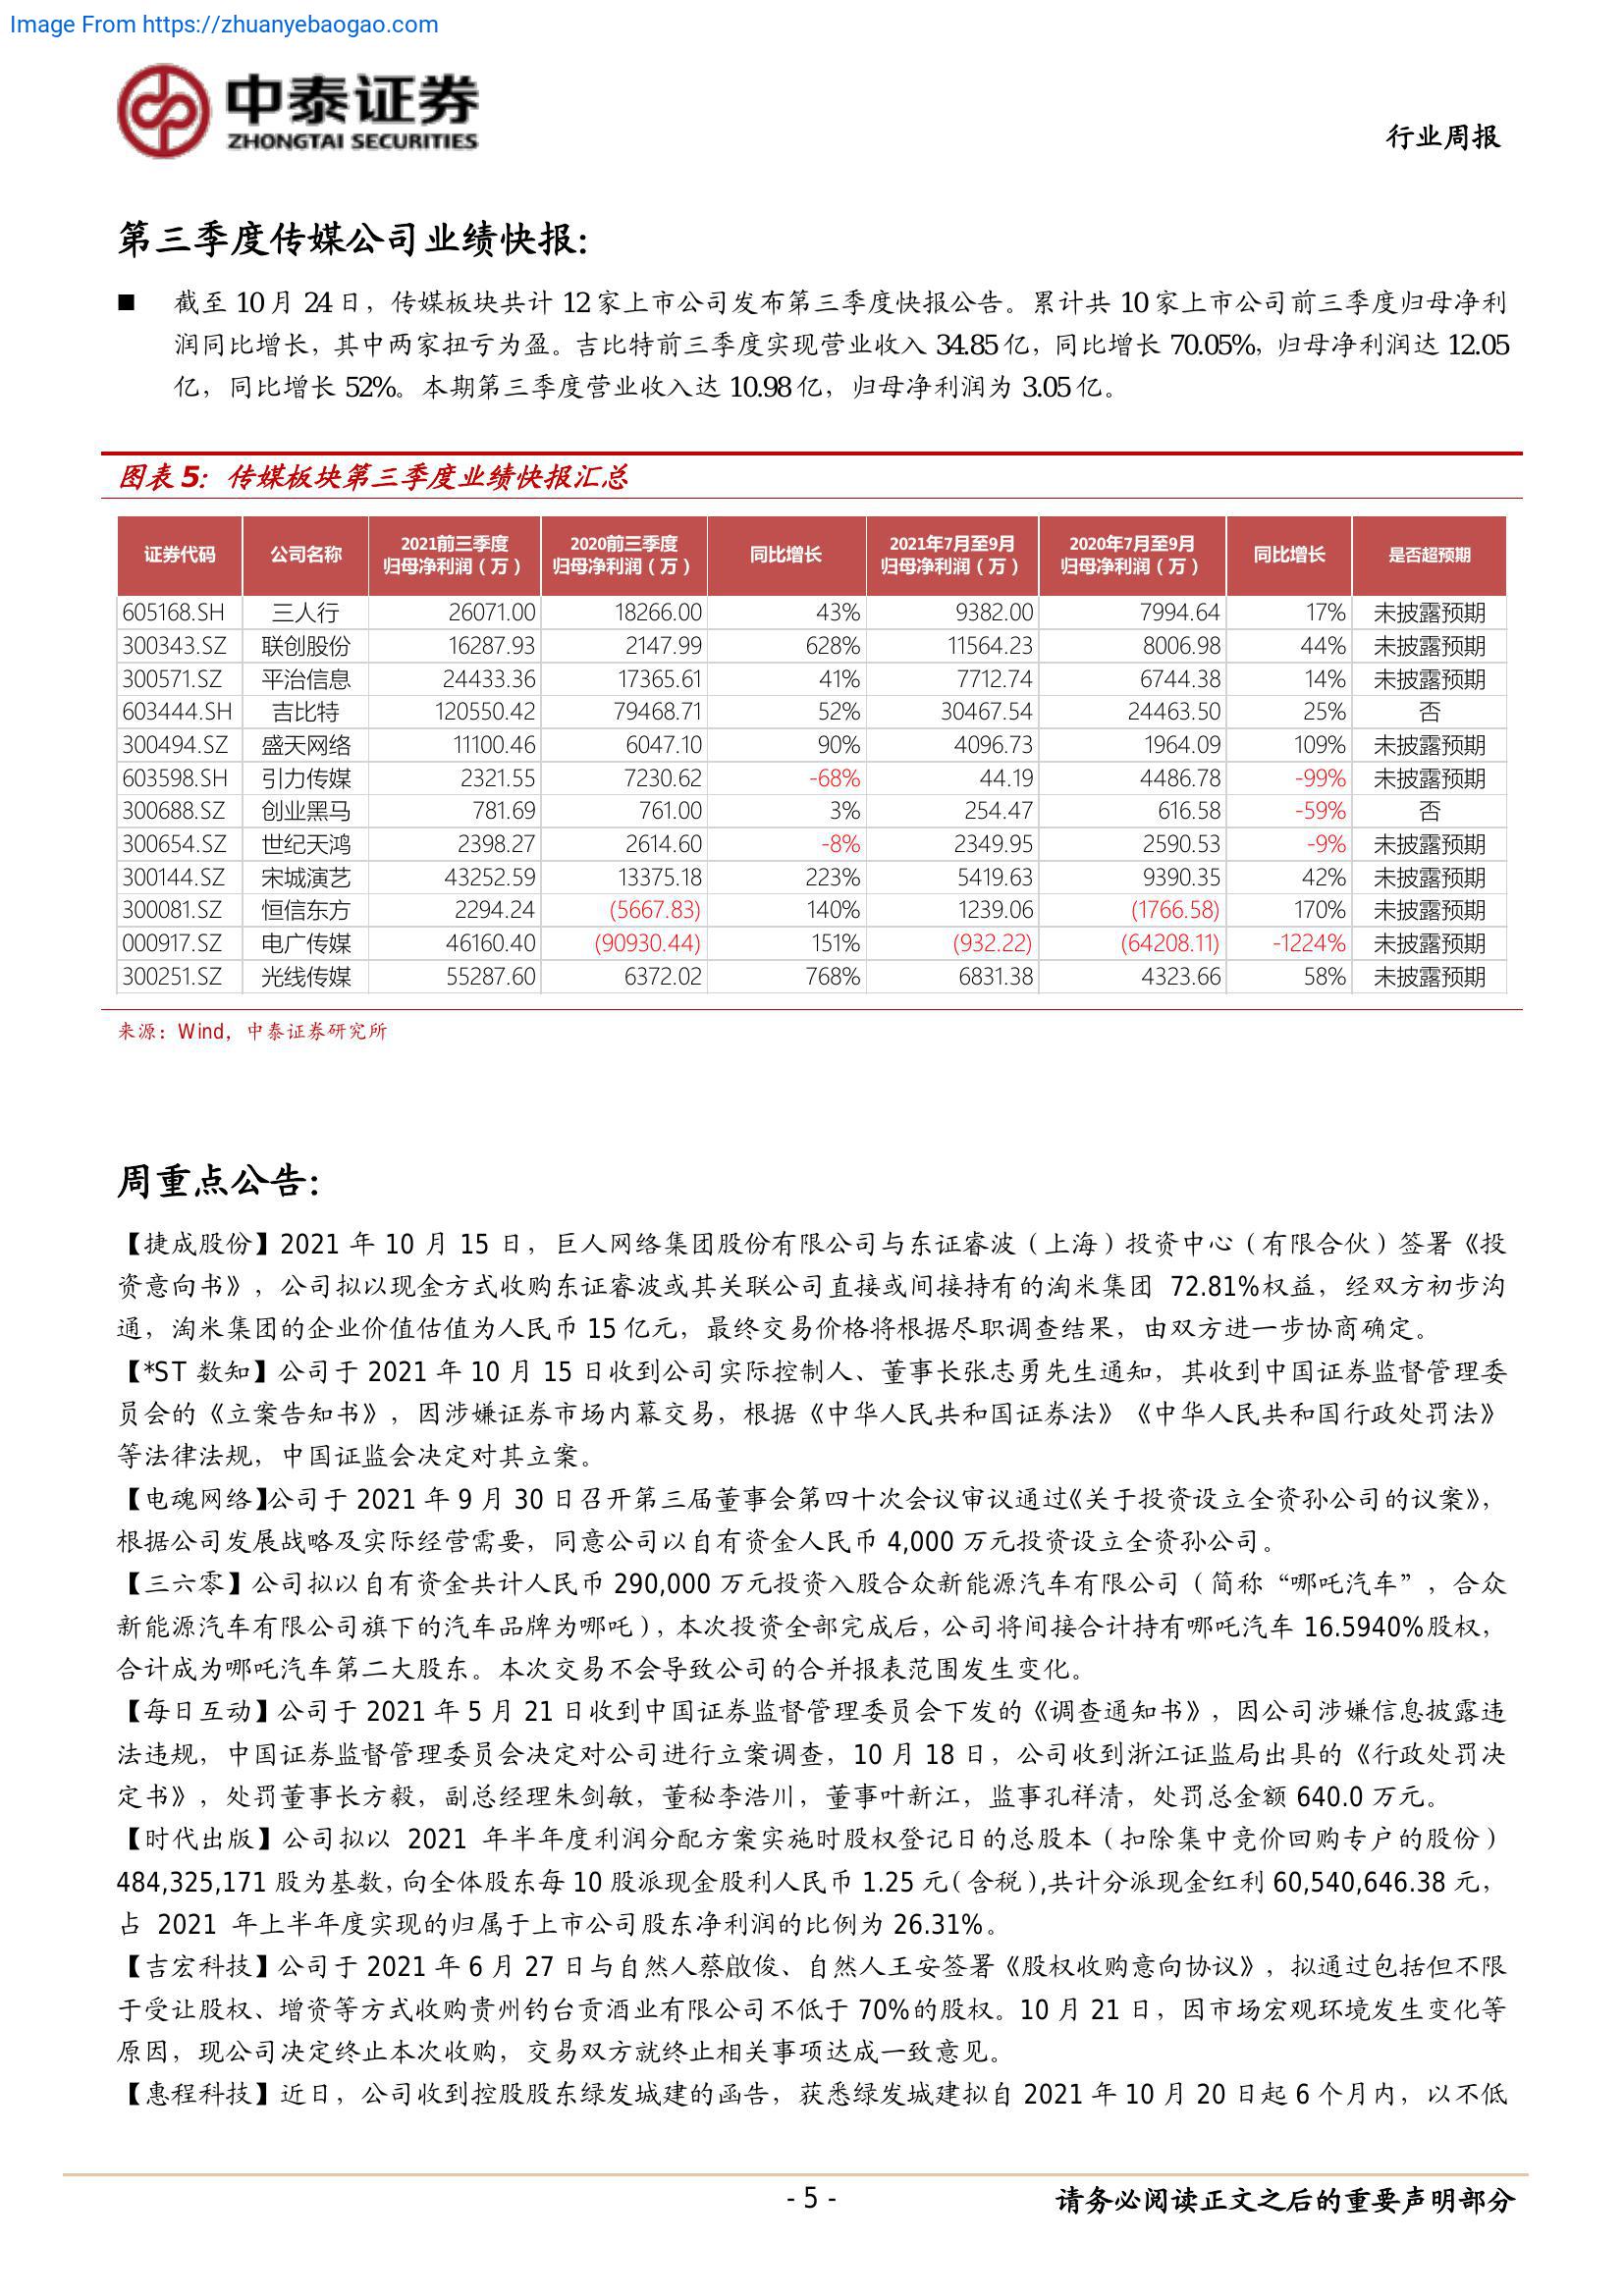 Image From https://zhuanyebaogao.com
中泰证券
ZHONGTAI SECURITIES
行业周报
第三季度传媒公司业绩快报：
■ 截至 10 月 24 日，传媒板块共计 12 家上市公司发布第三季度快报公告。累计共 10 家上市公司前三季度归母净利
润同比增长，其中两家扭亏为盈。吉比特前三季度实现营业收入 34.85 亿，同比增长 70.05%，归母净利润达 12.05
亿，同比增长 52%。本期第三季度营业收入达 10.98 亿，归母净利润为 3.05 亿。
图表 5：传媒板块第三季度业绩快报汇总
证券代码 公司名称 2021前三季度归母净利润（万） 2020前三季度归母净利润（万） 同比增长 2021年7月至9月归母净利润（万） 2020年7月至9月归母净利润（万） 同比增长 是否超预期
605168.SH 三人行 26071.00 18266.00 43% 9382.00 7994.64 17% 未披露预期
300343.SZ 联创股份 16287.93 2147.99 628% 11564.23 8006.98 44% 未披露预期
300571.SZ 平治信息 24433.36 17365.61 41% 7712.74 6744.38 14% 未披露预期
603444.SH 吉比特 120550.42 79468.71 52% 30467.54 24463.50 25% 否
300494.SZ 盛天网络 11100.46 6047.10 90% 4096.73 1964.09 109% 未披露预期
603598.SH 引力传媒 2321.55 7230.62 -68% 44.19 4486.78 -99% 未披露预期
300688.SZ 创业黑马 781.69 761.00 3% 254.47 616.58 -59% 否
300654.SZ 世纪天鸿 2398.27 2614.60 -8% 2349.95 2590.53 -9% 未披露预期
300144.SZ 宋城演艺 43252.59 13375.18 223% 5419.63 9390.35 42% 未披露预期
300081.SZ 恒信东方 2294.24 (5667.83) 140% 1239.06 (1766.58) 170% 未披露预期
000917.SZ 电广传媒 46160.40 (90930.44) 151% (932.22) (64208.11) -1224% 未披露预期
300251.SZ 光线传媒 55287.60 6372.02 768% 6831.38 4323.66 58% 未披露预期
来源：Wind，中泰证券研究所
周重点公告：
【捷成股份】2021 年 10 月 15 日，巨人网络集团股份有限公司与东证睿波（上海）投资中心（有限合伙）签署《投
资意向书》，公司拟以现金方式收购东证睿波或其关联公司直接或间接持有的淘米集团 72.81%权益，经双方初步沟
通，淘米集团的企业价值估值为人民币 15 亿元，最终交易价格将根据尽职调查结果，由双方进一步协商确定。
【*ST 数知】公司于 2021 年 10 月 15 日收到公司实际控制人、董事长张志勇先生通知，其收到中国证券监督管理委
员会的《立案告知书》，因涉嫌证券市场内幕交易，根据《中华人民共和国证券法》《中华人民共和国行政处罚法》
等法律法规，中国证监会决定对其立案。
【电魂网络】公司于 2021 年 9 月 30 日召开第三届董事会第四十次会议审议通过《关于投资设立全资孙公司的议案》，
根据公司发展战略及实际经营需要，同意公司以自有资金人民币 4,000 万元投资设立全资孙公司。
【三六零】公司拟以自有资金共计人民币 290,000 万元投资入股合众新能源汽车有限公司（简称“哪吒汽车”，合众
新能源汽车有限公司旗下的汽车品牌为哪吒），本次投资全部完成后，公司将间接合计持有哪吒汽车 16.5940%股权，
合计成为哪吒汽车第二大股东。本次交易不会导致公司的合并报表范围发生变化。
【每日互动】公司于 2021 年 5 月 21 日收到中国证券监督管理委员会下发的《调查通知书》，因公司涉嫌信息披露违
法违规，中国证券监督管理委员会决定对公司进行立案调查，10 月 18 日，公司收到浙江证监局出具的《行政处罚决
定书》，处罚董事长方毅，副总经理朱剑敏，董秘李浩川，董事叶新江，监事孔祥清，处罚总金额 640.0 万元。
【时代出版】公司拟以 2021 年半年度利润分配方案实施时股权登记日的总股本（扣除集中竞价回购专户的股份）
484,325,171 股为基数，向全体股东每 10 股派现金股利人民币 1.25 元（含税）,共计分派现金红利 60,540,646.38 元，
占 2021 年上半年度实现的归属于上市公司股东净利润的比例为 26.31%。
【吉宏科技】公司于 2021 年 6 月 27 日与自然人蔡啟俊、自然人王安签署《股权收购意向协议》，拟通过包括但不限
于受让股权、增资等方式收购贵州钓台贡酒业有限公司不低于 70%的股权。10 月 21 日，因市场宏观环境发生变化等
原因，现公司决定终止本次收购，交易双方就终止相关事项达成一致意见。
【惠程科技】近日，公司收到控股股东绿发城建的函告，获悉绿发城建拟自 2021 年 10 月 20 日起 6 个月内，以不低
- 5 -
请务必阅读正文之后的重要声明部分